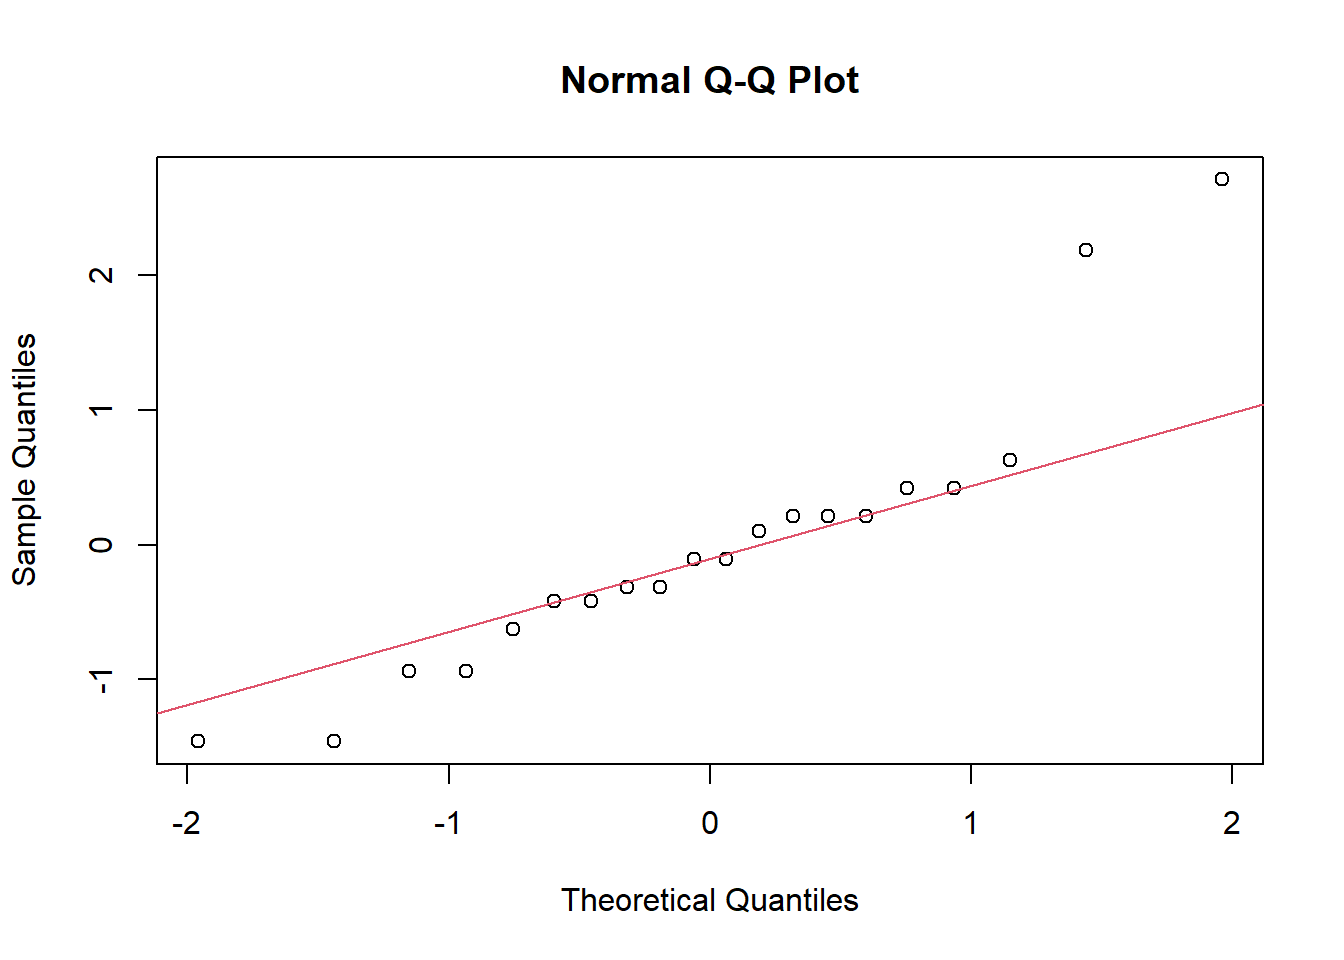 Normal Q-Q Plot
Sample Quantiles
2
1
0
-1
-2 -1 0 1 2
Theoretical Quantiles